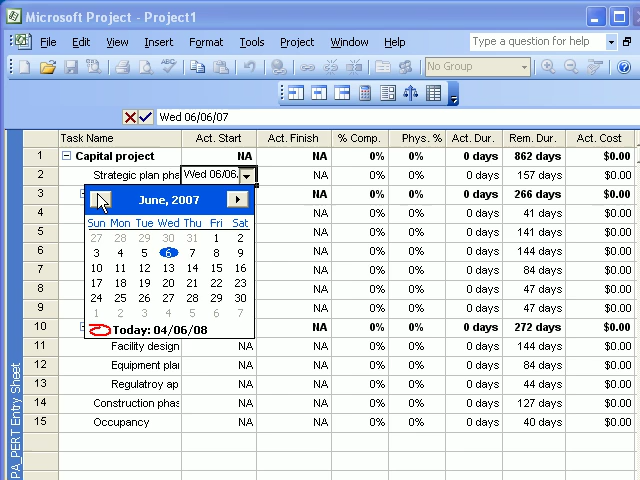 Microsoft Project - Project1
File Edit View Insert Format Tools Project Window Help Type a question for help
No Group
Wed 06/06/07
Task Name Act. Start Act. Finish % Comp. Phys. % Act. Dur. Rem. Dur. Act. Cost
1 Capital project NA NA 0% 0% 0 days 862 days $0.00
2 Strategic plan pha Wed 06/06. NA 0% 0% 0 days 157 days $0.00
3 NA 0% 0% 0 days 266 days $0.00
4 NA 0% 0% 0 days 41 days $0.00
5 NA 0% 0% 0 days 141 days $0.00
6 NA 0% 0% 0 days 144 days $0.00
7 NA 0% 0% 0 days 84 days $0.00
8 NA 0% 0% 0 days 47 days $0.00
9 NA 0% 0% 0 days 47 days $0.00
10 NA 0% 0% 0 days 272 days $0.00
11 Facility design NA NA 0% 0% 0 days 144 days $0.00
12 Equipment plar NA NA 0% 0% 0 days 84 days $0.00
13 Regulatroy ap NA NA 0% 0% 0 days 44 days $0.00
14 Construction phas NA NA 0% 0% 0 days 127 days $0.00
15 Occupancy NA NA 0% 0% 0 days 40 days $0.00
June, 2007
Sun Mon Tue Wed Thu Fri Sat
27 28 29 30 31 1 2
3 4 5 6 7 8 9
10 11 12 13 14 15 16
17 18 19 20 21 22 23
24 25 26 27 28 29 30
1 2 3 4 5 6 7
Today: 04/06/08
PA_PERT Entry Sheet